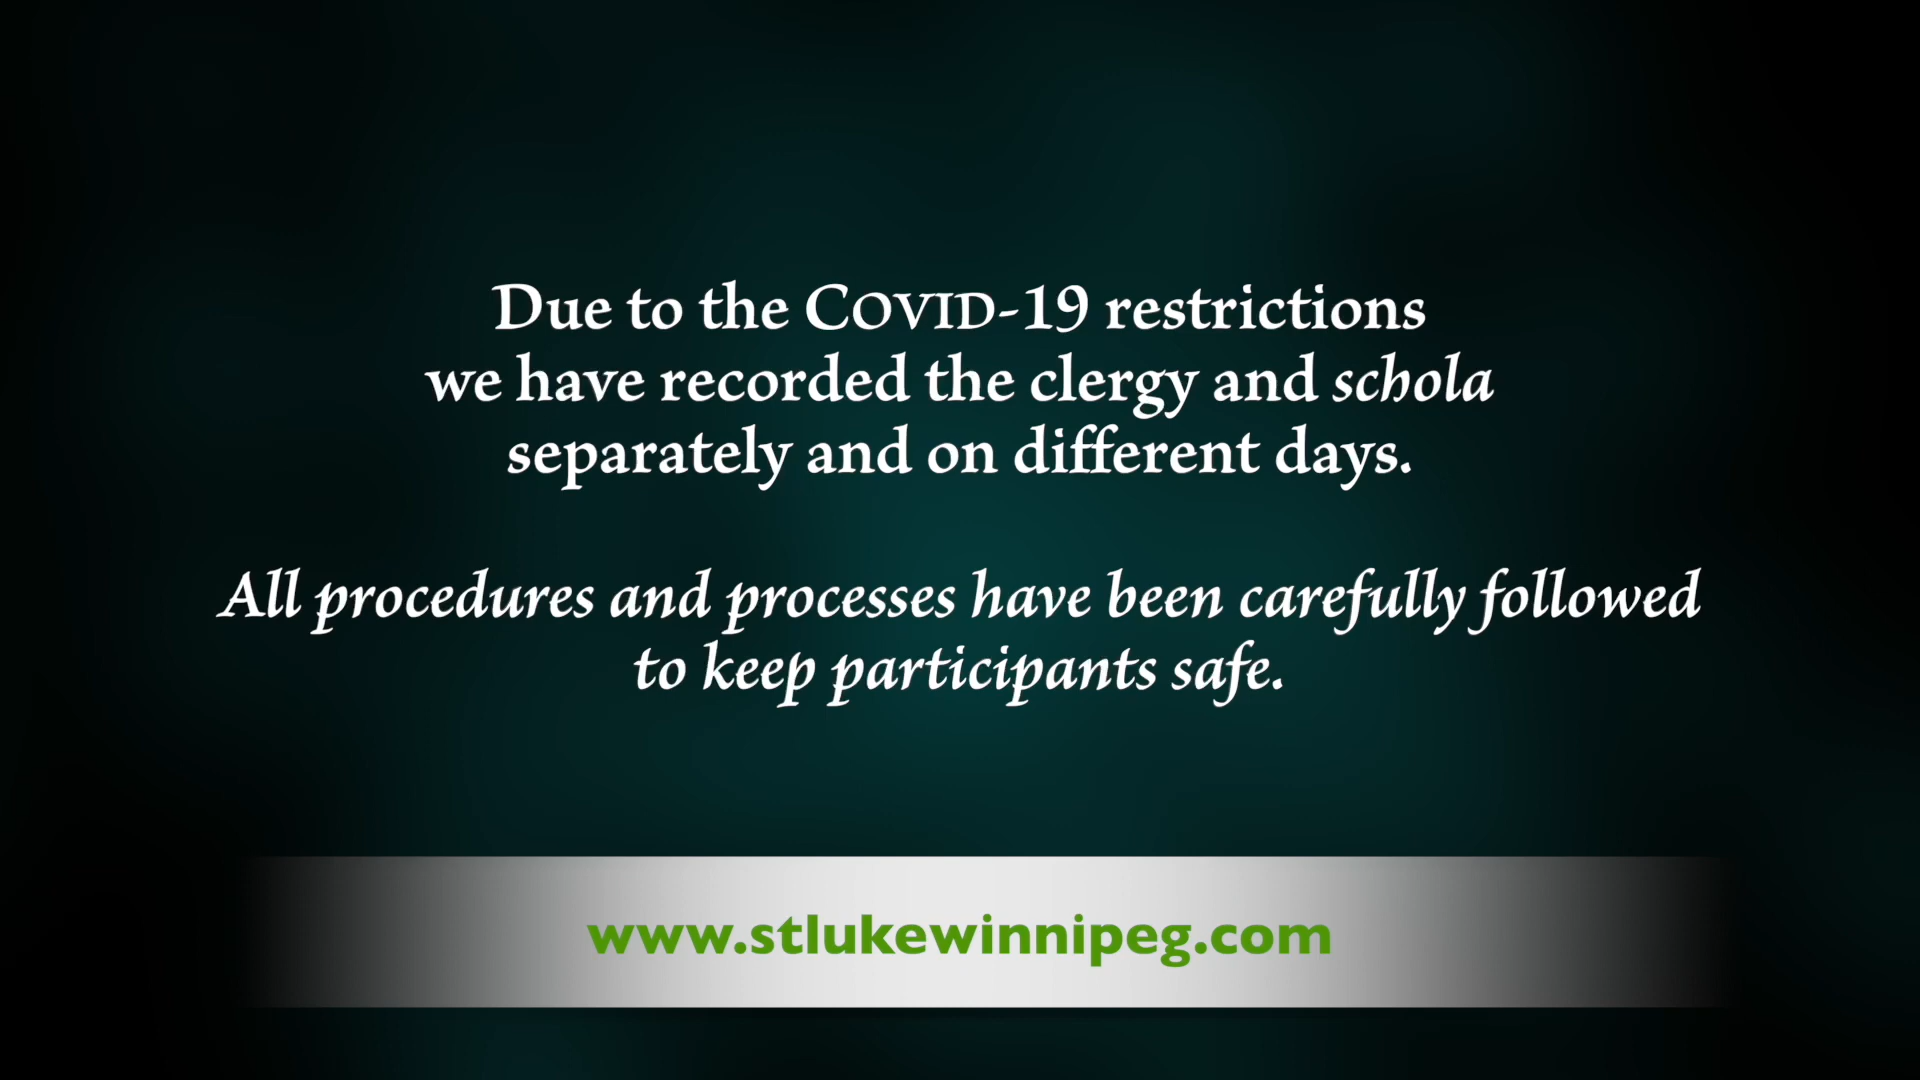 Due to the COVID-19 restrictions
we have recorded the clergy and schola
separately and on different days.
All procedures and processes have been carefully followed
to keep participants safe.
www.stlukewinnipeg.com